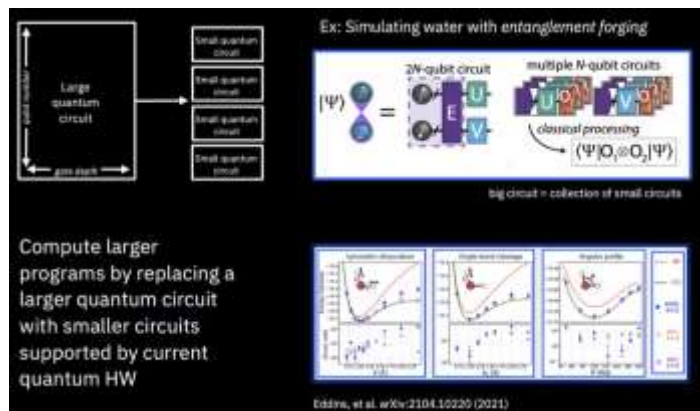 Ex: Simulating water with entanglement forging
qubit number
Large
quantum
circuit
gate depth
Small quantum
circuit
Small quantum
circuit
Small quantum
circuit
Small quantum
circuit
2N-qubit circuit
multiple N-qubit circuits
|Ψ⟩ =
E
U
V
U
V
classical processing
⟨Ψ|O₁⊗O₂|Ψ⟩
big circuit = collection of small circuits
Compute larger
programs by replacing a
larger quantum circuit
with smaller circuits
supported by current
quantum HW
Eddins, et al. arXiv:2104.10220 (2021)